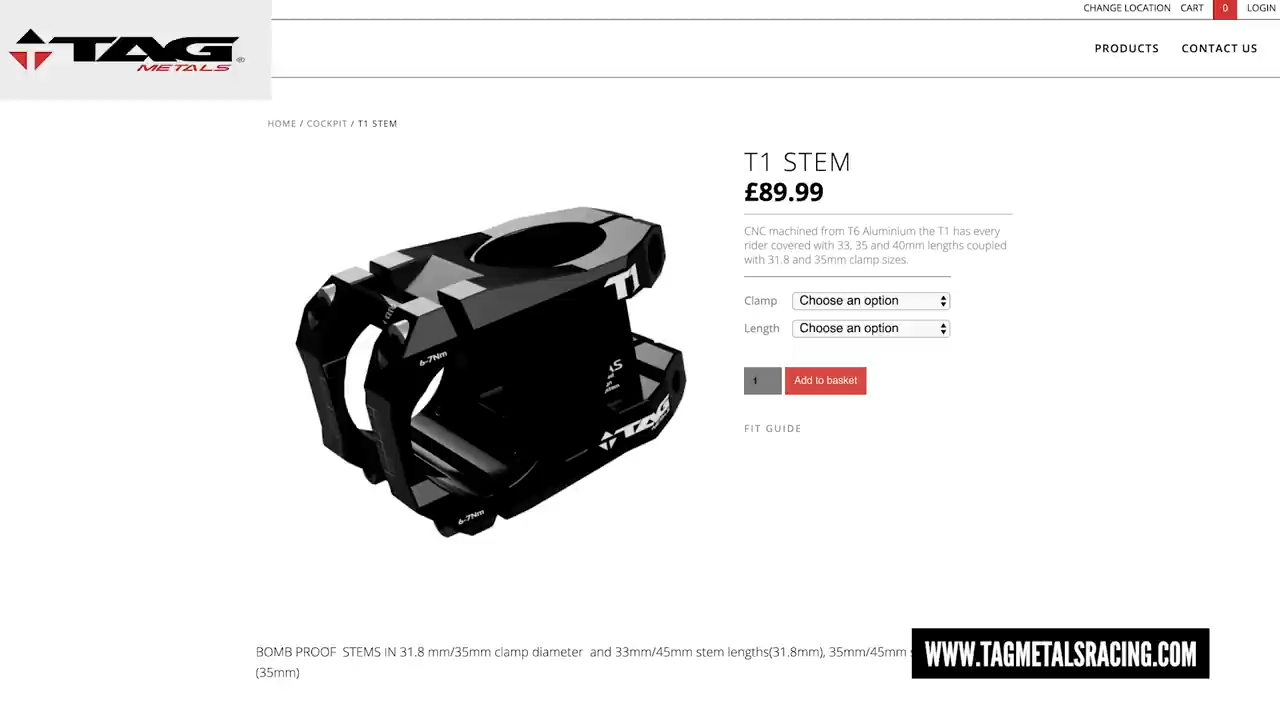 CHANGE LOCATION CART 0 LOGIN
TAG
METALS ®
PRODUCTS CONTACT US
HOME / COCKPIT / T1 STEM
T1 STEM
£89.99
CNC machined from T6 Aluminium the T1 has every
rider covered with 33, 35 and 40mm lengths coupled
with 31.8 and 35mm clamp sizes.
Clamp Choose an option
Length Choose an option
1 Add to basket
FIT GUIDE
T1
6-7Nm
TAG
6-7Nm
BOMB PROOF STEMS IN 31.8 mm/35mm clamp diameter and 33mm/45mm stem lengths(31.8mm), 35mm/45mm
(35mm)
WWW.TAGMETALSRACING.COM